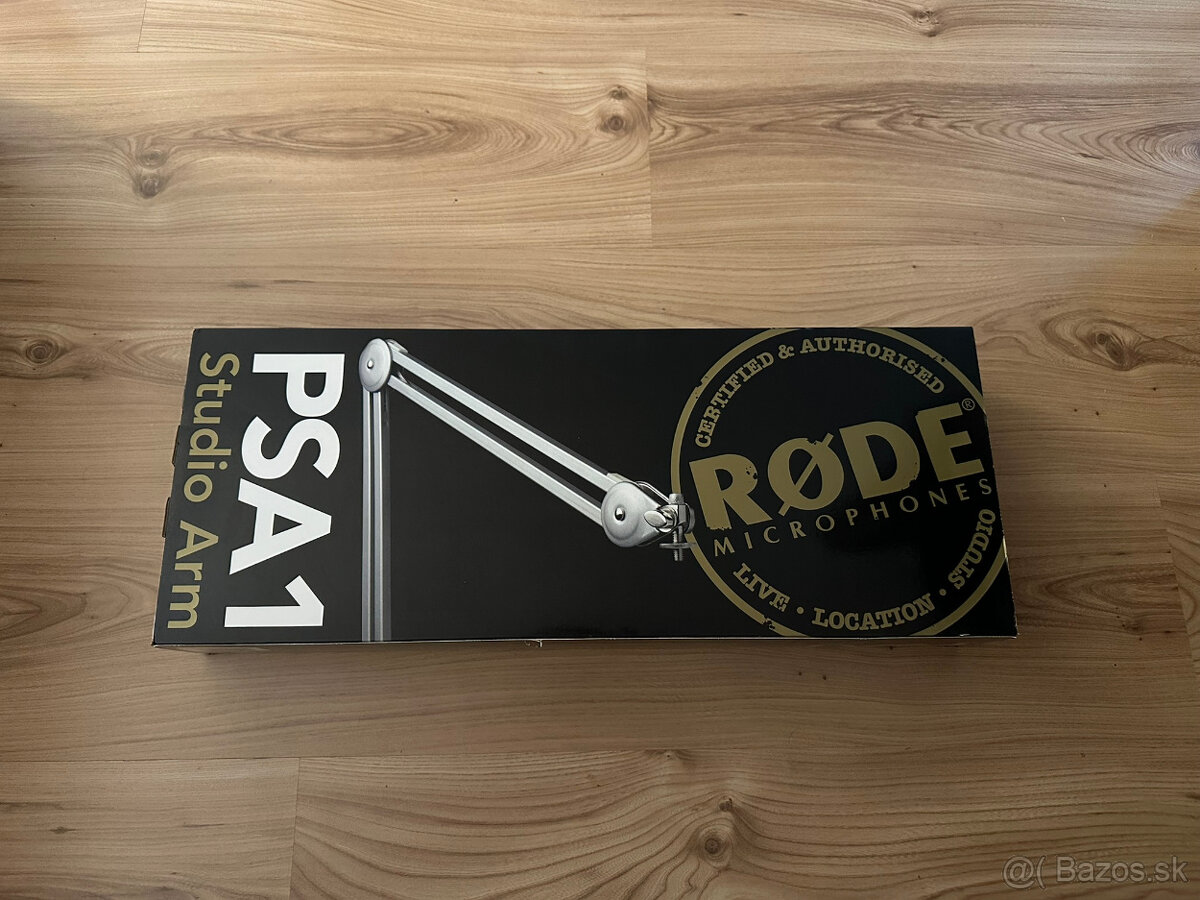 PSA1
Studio Arm
CERTIFIED & AUTHORISED
RØDE®
MICROPHONES
LIVE • LOCATION • STUDIO
@( Bazos.sk